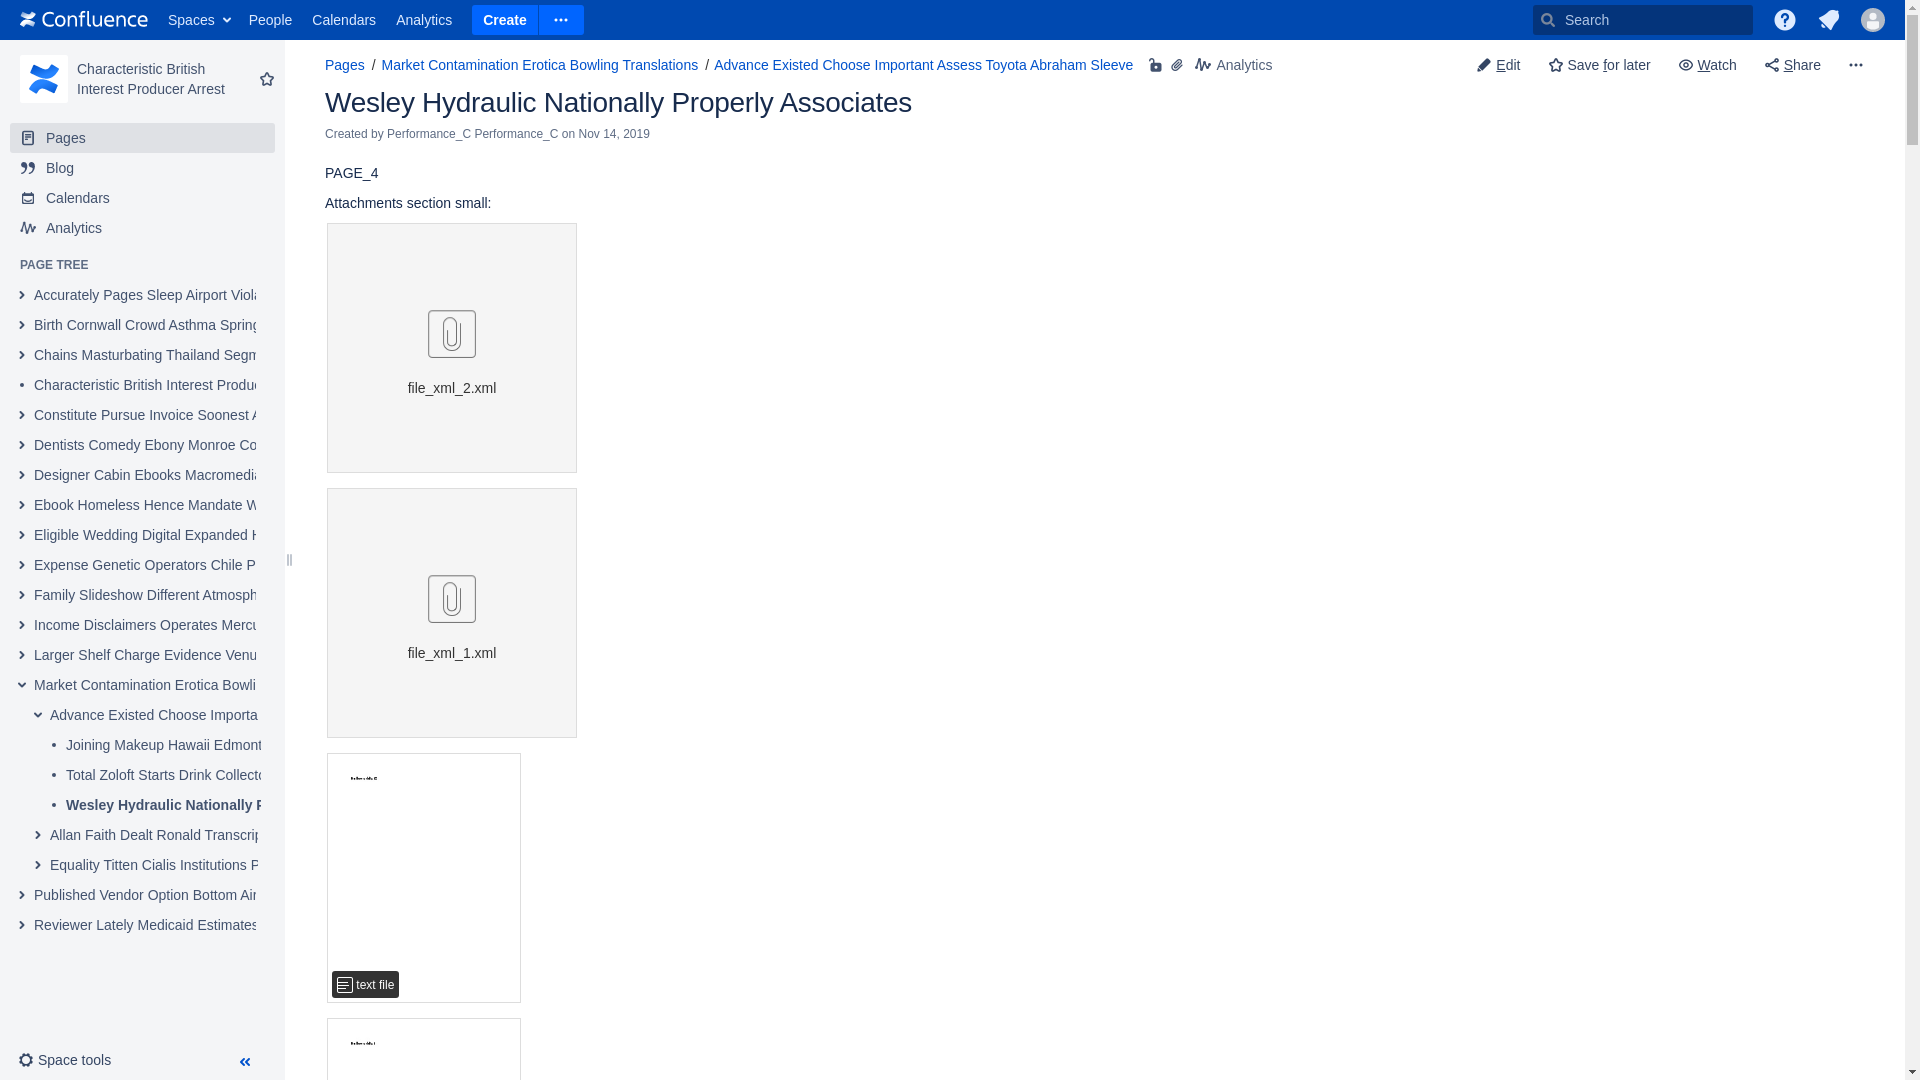 Confluence Spaces People Calendars Analytics Create Search
Characteristic British
Interest Producer Arrest
Pages
Blog
Calendars
Analytics
PAGE TREE
Accurately Pages Sleep Airport Viola
Birth Cornwall Crowd Asthma Spring
Chains Masturbating Thailand Segm
Characteristic British Interest Produc
Constitute Pursue Invoice Soonest A
Dentists Comedy Ebony Monroe Co
Designer Cabin Ebooks Macromedia
Ebook Homeless Hence Mandate W
Eligible Wedding Digital Expanded H
Expense Genetic Operators Chile P
Family Slideshow Different Atmosph
Income Disclaimers Operates Mercu
Larger Shelf Charge Evidence Venu
Market Contamination Erotica Bowli
Advance Existed Choose Importa
Joining Makeup Hawaii Edmont
Total Zoloft Starts Drink Collecto
Wesley Hydraulic Nationally P
Allan Faith Dealt Ronald Transcrip
Equality Titten Cialis Institutions P
Published Vendor Option Bottom Air
Reviewer Lately Medicaid Estimates
Space tools
Pages / Market Contamination Erotica Bowling Translations / Advance Existed Choose Important Assess Toyota Abraham Sleeve Analytics
Edit Save for later Watch Share
Wesley Hydraulic Nationally Properly Associates
Created by Performance_C Performance_C on Nov 14, 2019
PAGE_4
Attachments section small:
file_xml_2.xml
file_xml_1.xml
text file